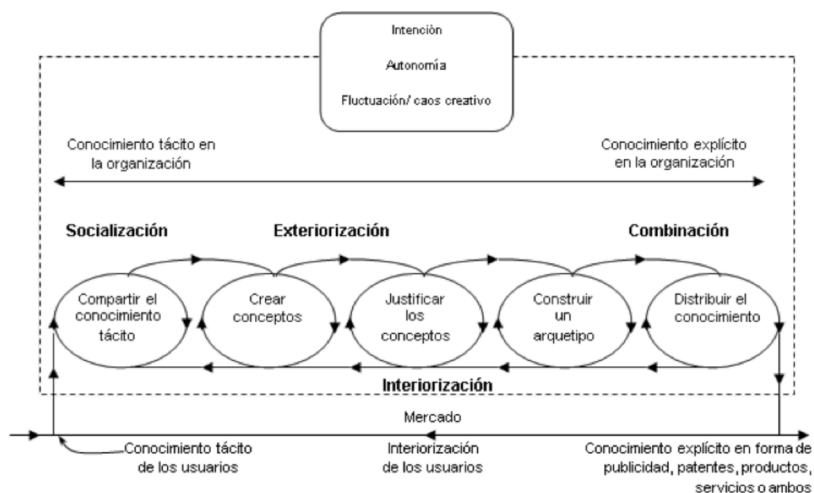 Intenciòn
Autonomía
Fluctuación/ caos creativo
Conocimiento tácito en
la organización
Conocimiento explícito
en la organización
Socialización
Exteriorización
Combinación
Compartir el
conocimiento
tácito
Crear
conceptos
Justificar
los
conceptos
Construir
un
arquetipo
Distribuir el
conocimiento
Interiorización
Mercado
Conocimiento tácito
de los usuarios
Interiorización
de los usuarios
Conocimiento explícito en forma de
publicidad, patentes, productos,
servicios o ambos